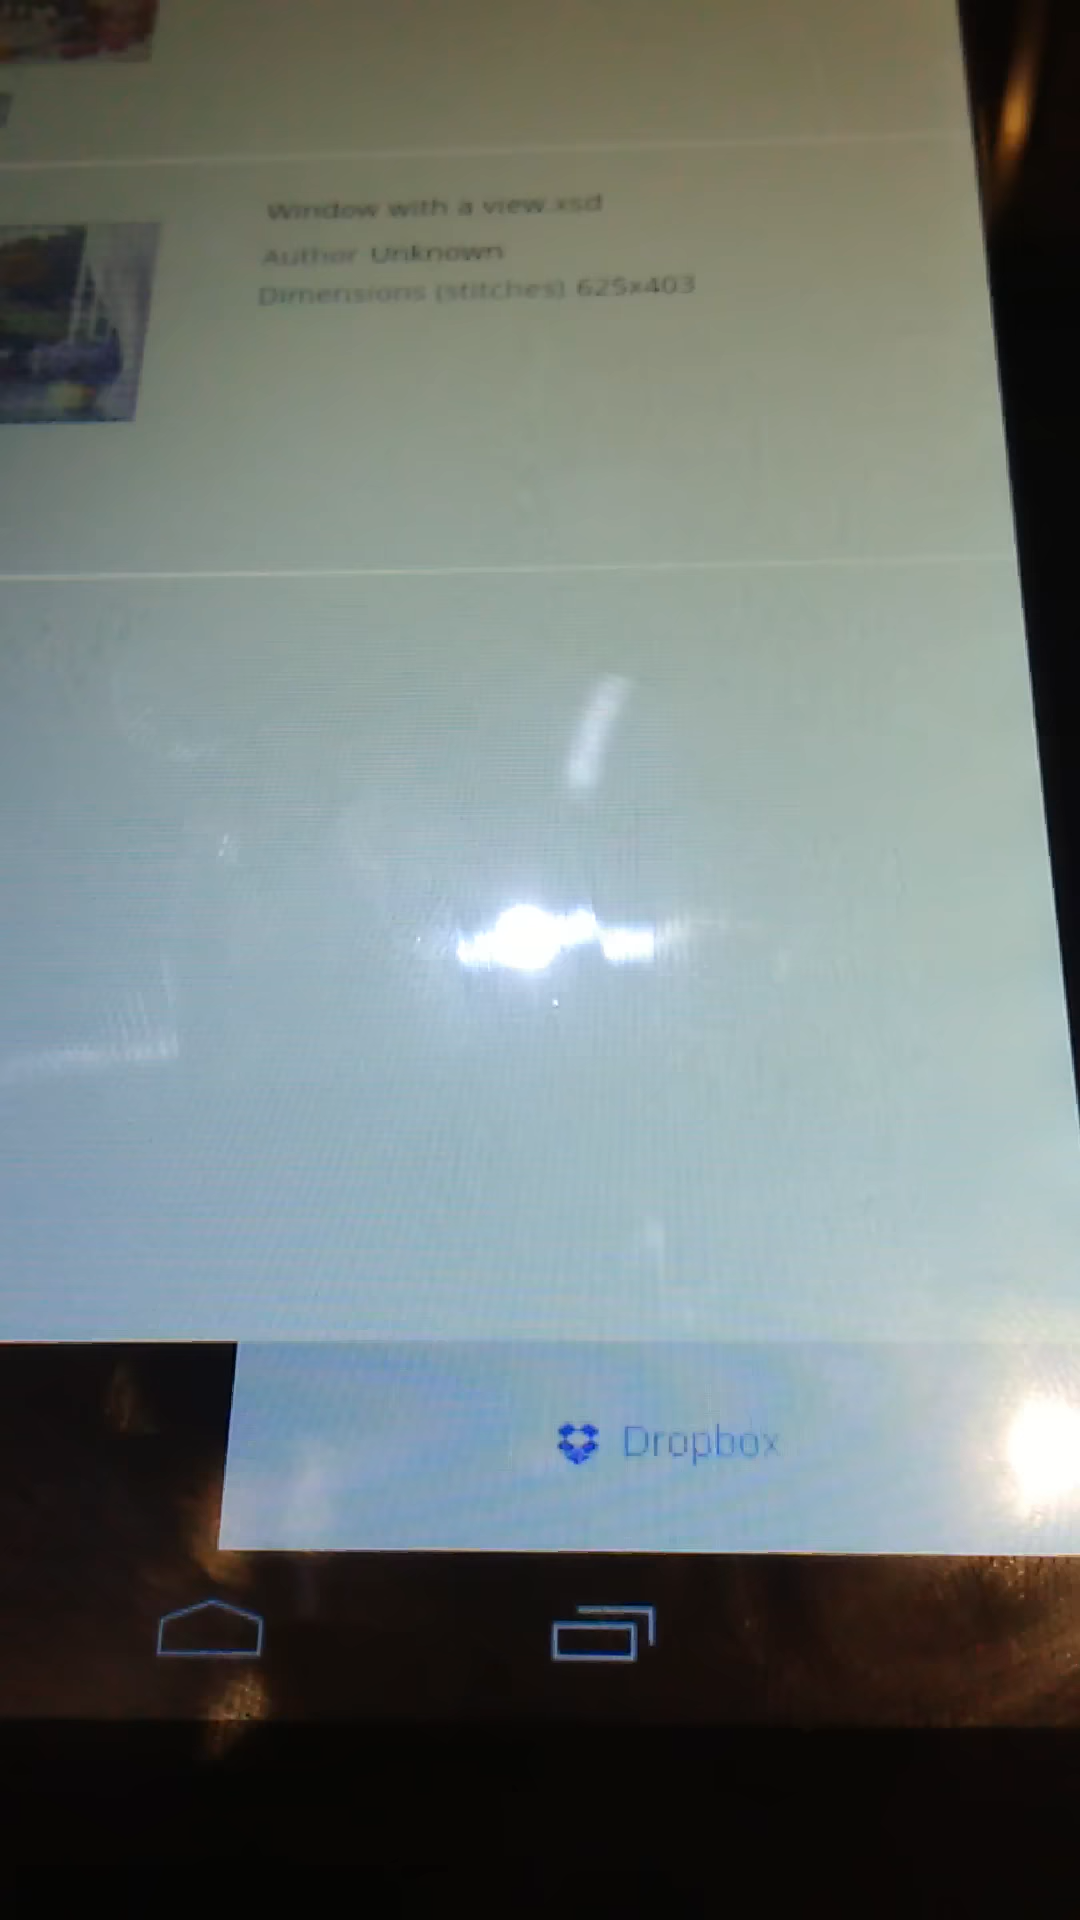 Window with a view.xsd
Author Unknown
Dimensions (stitches) 625x403
Dropbox